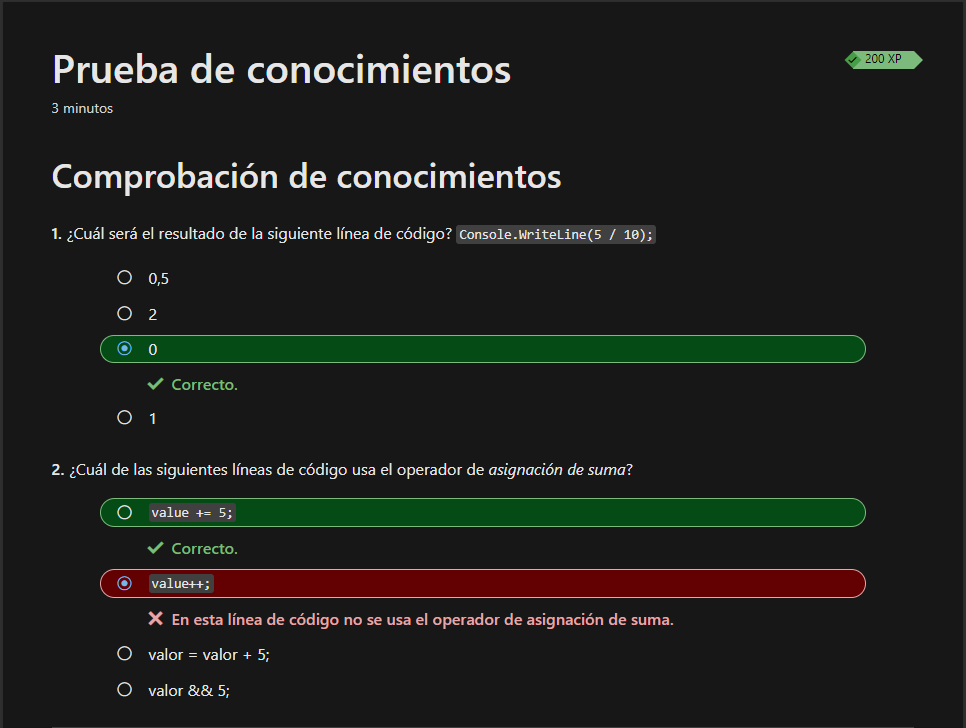 Prueba de conocimientos
200 XP
3 minutos
Comprobación de conocimientos
1. ¿Cuál será el resultado de la siguiente línea de código? Console.WriteLine(5 / 10);
0,5
2
0
Correcto.
1
2. ¿Cuál de las siguientes líneas de código usa el operador de asignación de suma?
value += 5;
Correcto.
value++;
En esta línea de código no se usa el operador de asignación de suma.
valor = valor + 5;
valor && 5;